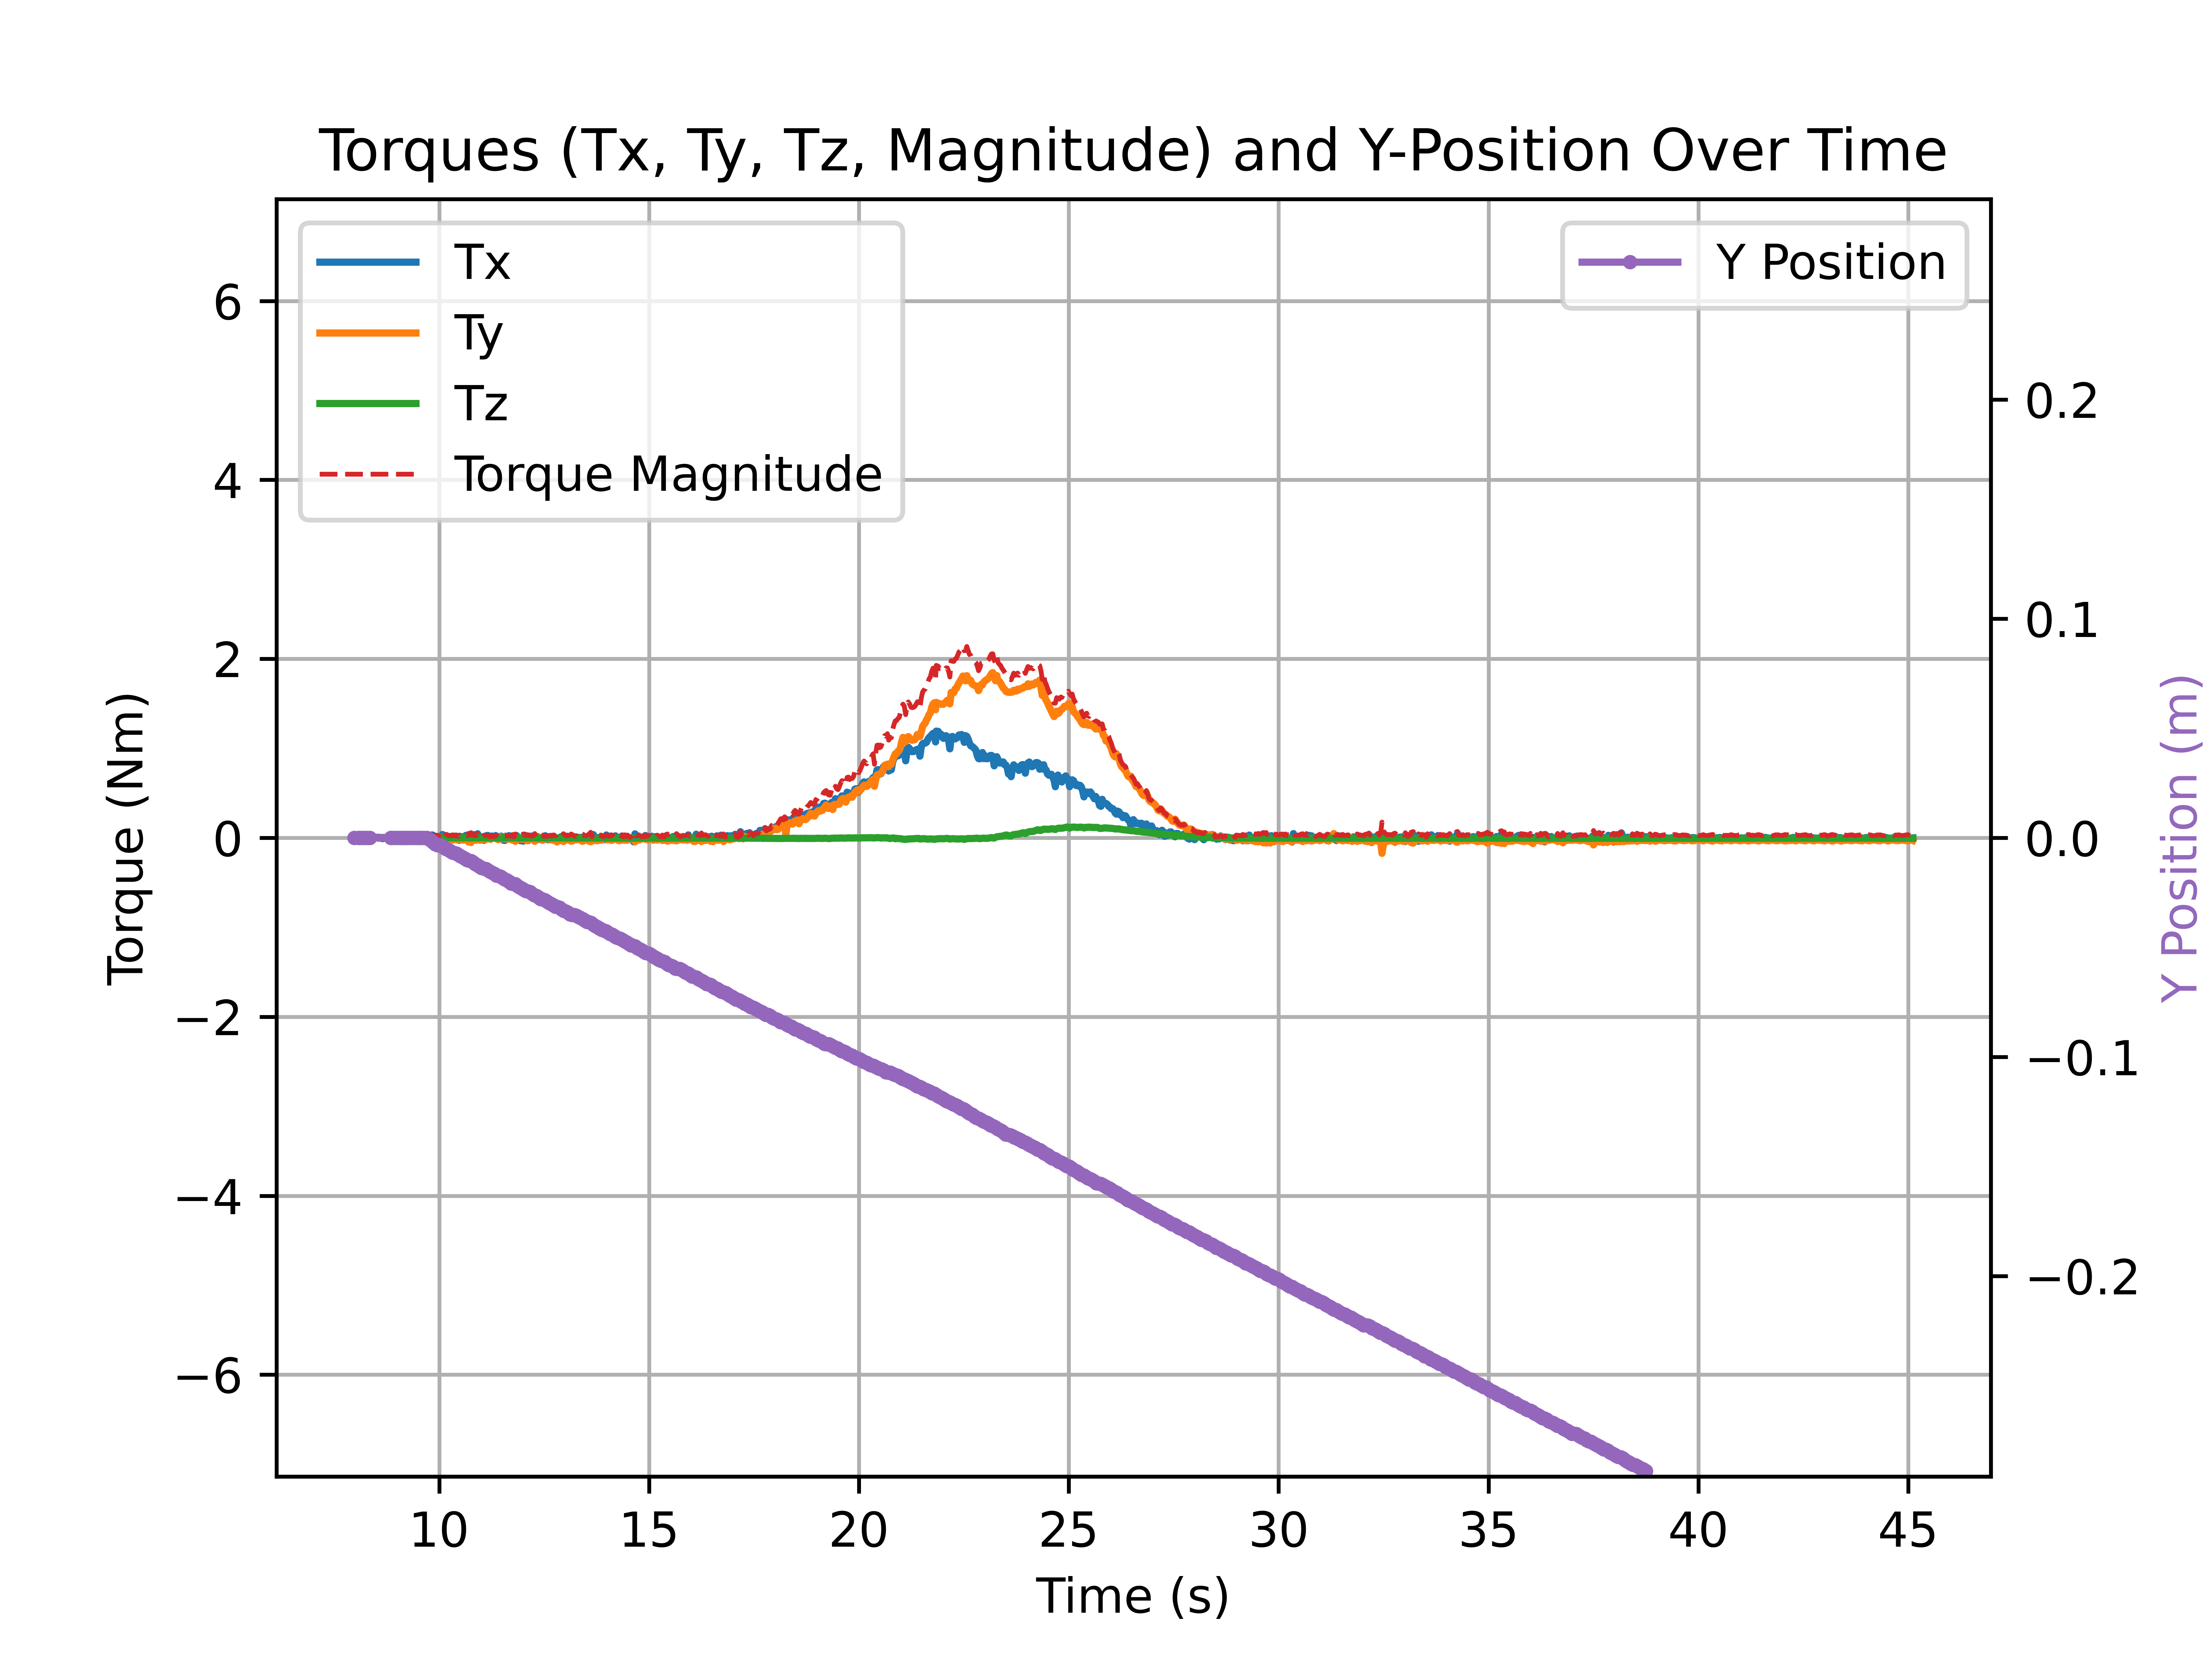 Torques (Tx, Ty, Tz, Magnitude) and Y-Position Over Time
Tx
Ty
Tz
Torque Magnitude
Y Position
6
4
2
0
−2
−4
−6
Torque (Nm)
0.2
0.1
0.0
−0.1
−0.2
Y Position (m)
10 15 20 25 30 35 40 45
Time (s)